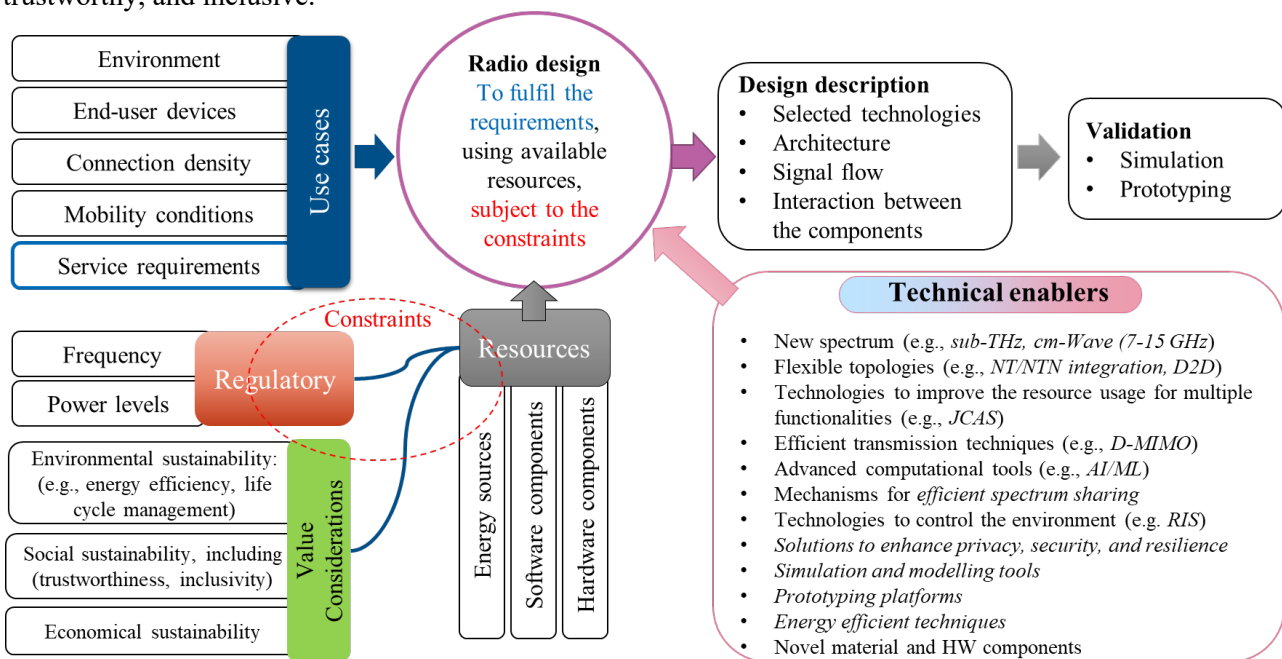 trustworthy, and inclusive.
Environment
End-user devices
Connection density
Mobility conditions
Service requirements
Use cases
Radio design
To fulfil the
requirements,
using available
resources,
subject to the
constraints
Design description
• Selected technologies
• Architecture
• Signal flow
• Interaction between
the components
Validation
• Simulation
• Prototyping
Constraints
Frequency
Power levels
Regulatory
Resources
Energy sources
Software components
Hardware components
Environmental sustainability:
(e.g., energy efficiency, life
cycle management)
Social sustainability, including
(trustworthiness, inclusivity)
Economical sustainability
Value
Considerations
Technical enablers
• New spectrum (e.g., sub-THz, cm-Wave (7-15 GHz)
• Flexible topologies (e.g., NT/NTN integration, D2D)
• Technologies to improve the resource usage for multiple
functionalities (e.g., JCAS)
• Efficient transmission techniques (e.g., D-MIMO)
• Advanced computational tools (e.g., AI/ML)
• Mechanisms for efficient spectrum sharing
• Technologies to control the environment (e.g. RIS)
• Solutions to enhance privacy, security, and resilience
• Simulation and modelling tools
• Prototyping platforms
• Energy efficient techniques
• Novel material and HW components